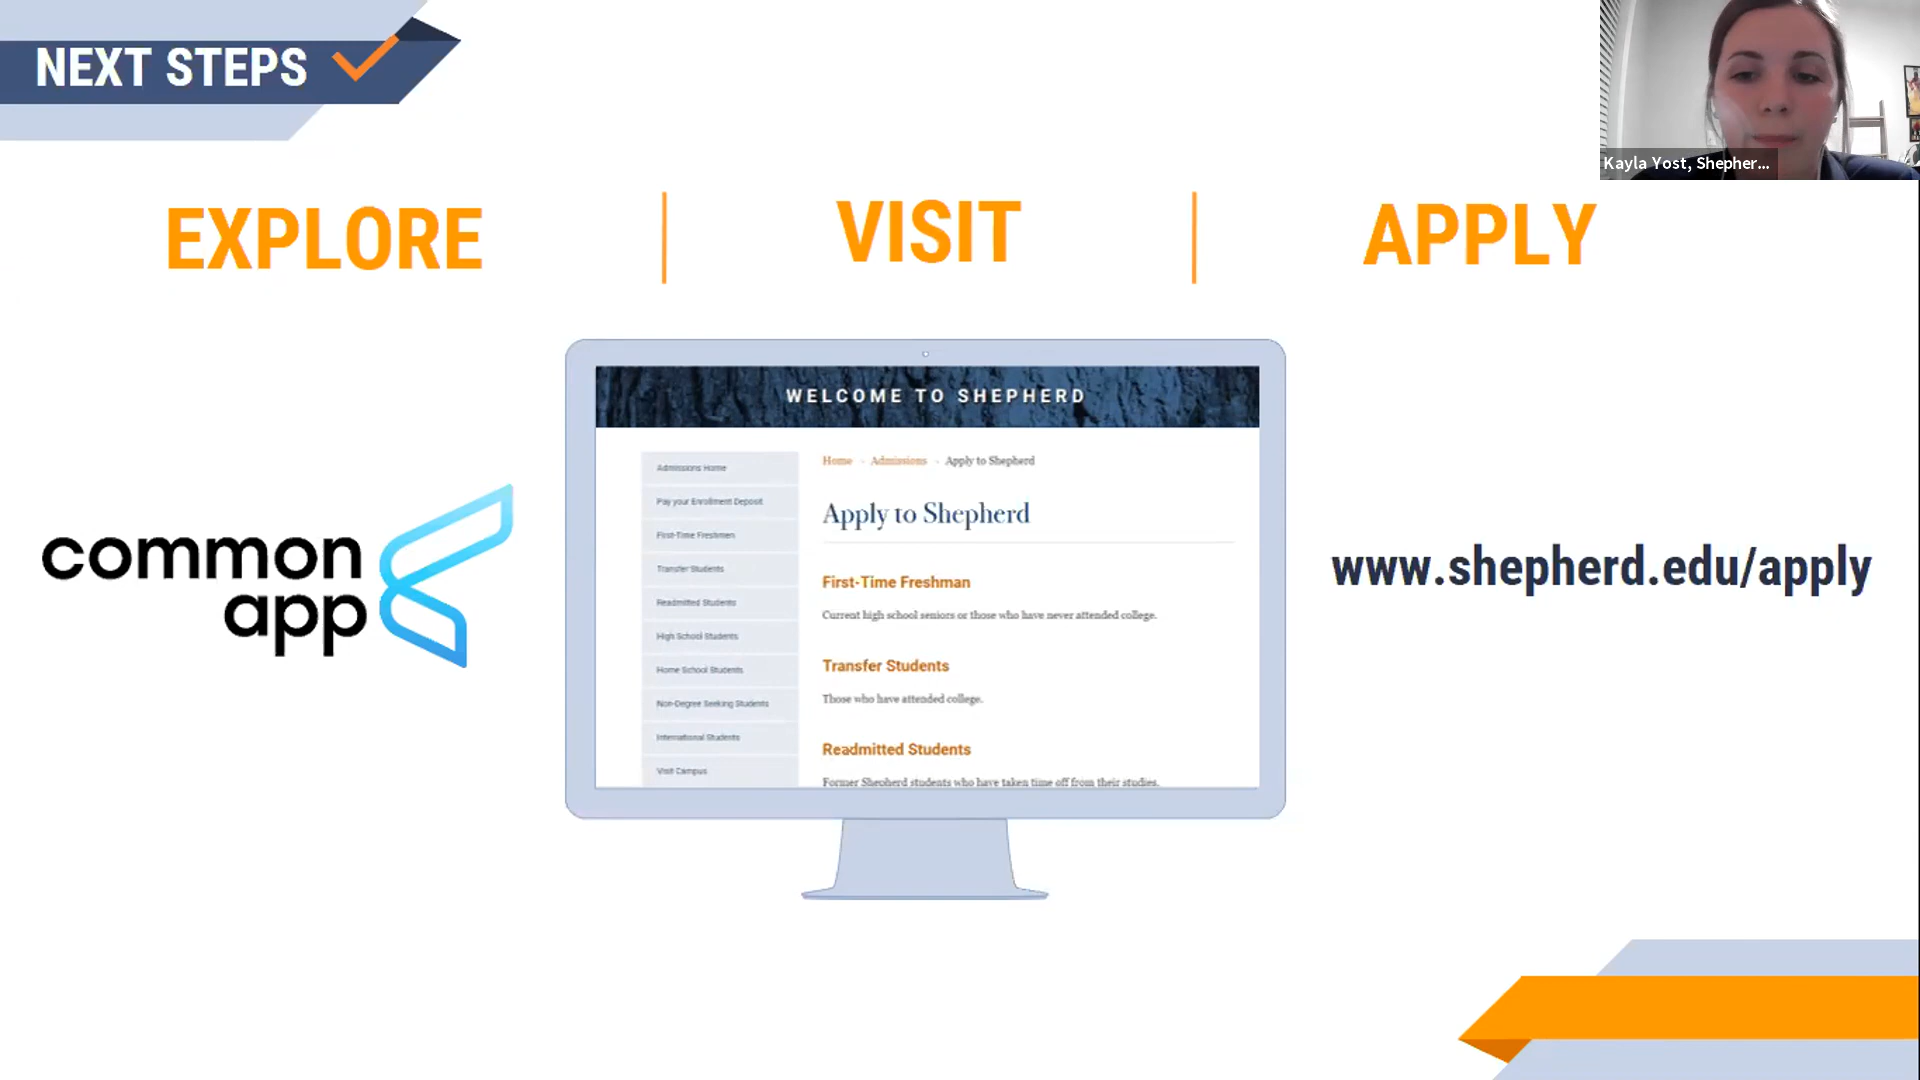 NEXT STEPS
Kayla Yost, Shepher...
EXPLORE
VISIT
APPLY
common
app
WELCOME TO SHEPHERD
Admissions Home
Pay your Enrollment Deposit
First-Time Freshmen
Transfer Students
Readmitted Students
High School Students
Home School Students
Non-Degree Seeking Students
International Students
Visit Campus
Home → Admissions → Apply to Shepherd
Apply to Shepherd
First-Time Freshman
Current high school seniors or those who have never attended college.
Transfer Students
Those who have attended college.
Readmitted Students
Former Shepherd students who have taken time off from their studies.
www.shepherd.edu/apply